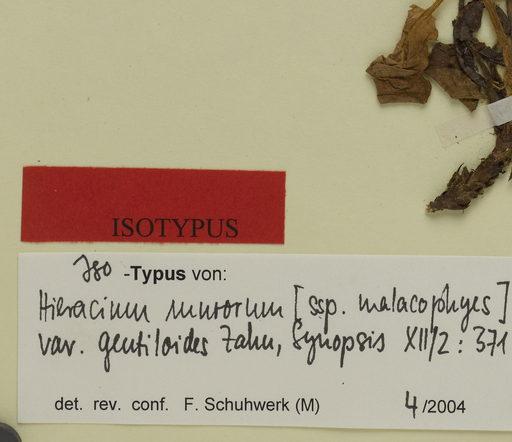 ISOTYPUS
Iso -Typus von:
Hieracium murorum [ssp. malacophyes]
var. gentiloides Zahn, Synopsis XII/2 : 371
det. rev. conf. F. Schuhwerk (M) 4/2004